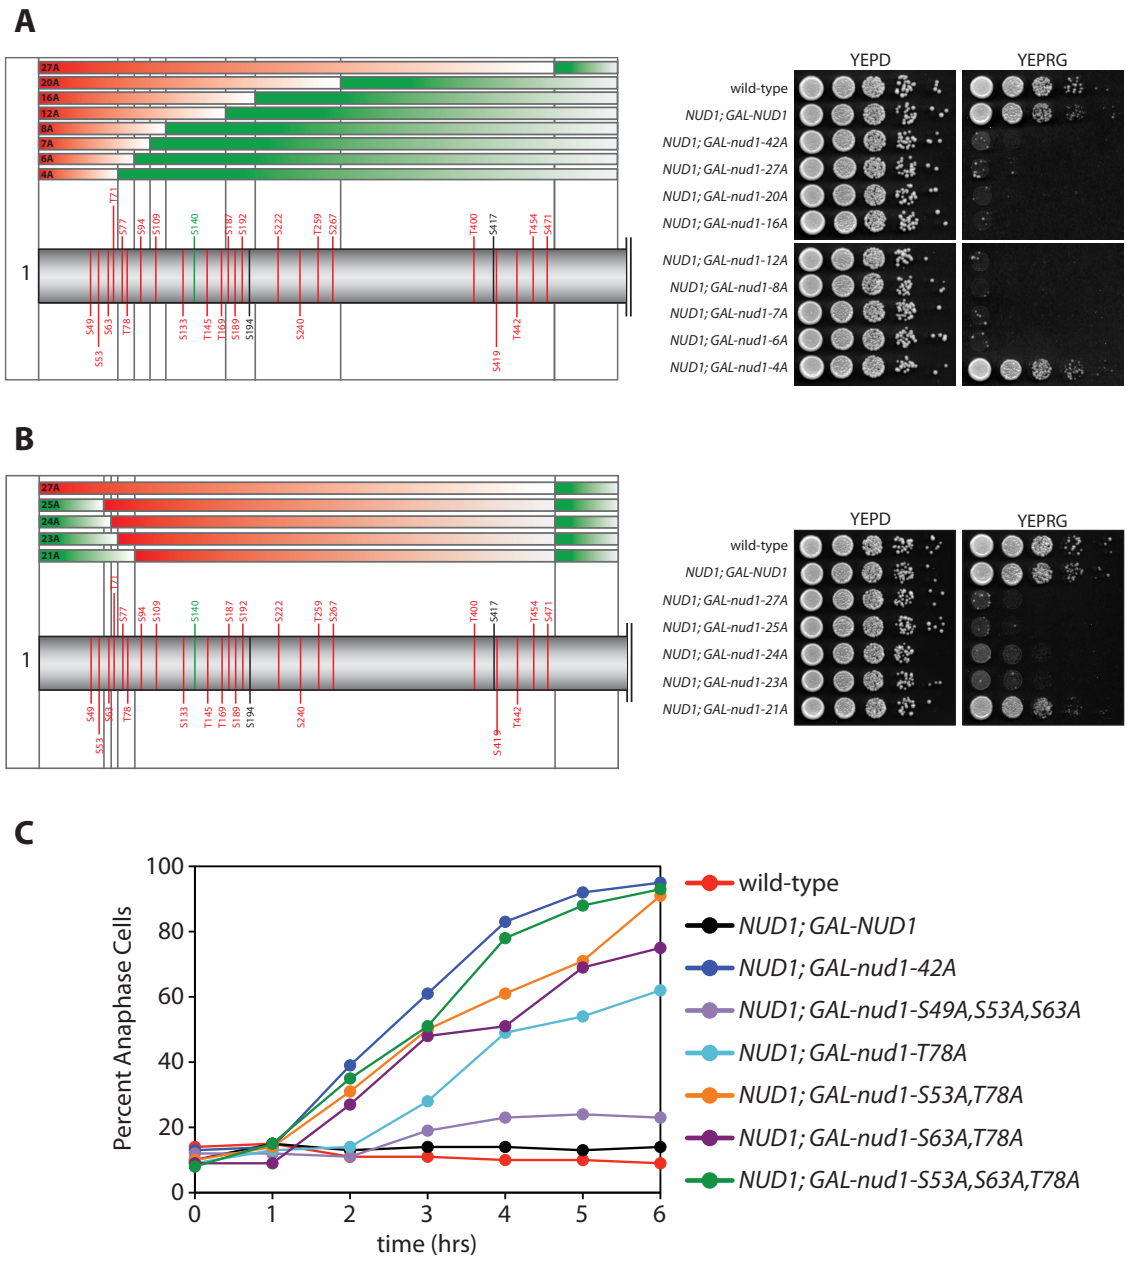 A
27A
20A
16A
12A
8A
7A
6A
4A
T71
S77
S94
S109
S140
S187
S192
S222
T259
S267
T400
S417
T454
S471
1
S49
S53
S63
T78
S133
T145
T169
S189
S194
S240
S419
T442
YEPD
YEPRG
wild-type
NUD1; GAL-NUD1
NUD1; GAL-nud1-42A
NUD1; GAL-nud1-27A
NUD1; GAL-nud1-20A
NUD1; GAL-nud1-16A
NUD1; GAL-nud1-12A
NUD1; GAL-nud1-8A
NUD1; GAL-nud1-7A
NUD1; GAL-nud1-6A
NUD1; GAL-nud1-4A
B
27A
25A
24A
23A
21A
T71
S77
S94
S109
S140
S187
S192
S222
T259
S267
T400
S417
T454
S471
1
S49
S53
S63
T78
S133
T145
T169
S189
S194
S240
S419
T442
YEPD
YEPRG
wild-type
NUD1; GAL-NUD1
NUD1; GAL-nud1-27A
NUD1; GAL-nud1-25A
NUD1; GAL-nud1-24A
NUD1; GAL-nud1-23A
NUD1; GAL-nud1-21A
C
Percent Anaphase Cells
100
80
60
40
20
0
0 1 2 3 4 5 6
time (hrs)
wild-type
NUD1; GAL-NUD1
NUD1; GAL-nud1-42A
NUD1; GAL-nud1-S49A,S53A,S63A
NUD1; GAL-nud1-T78A
NUD1; GAL-nud1-S53A,T78A
NUD1; GAL-nud1-S63A,T78A
NUD1; GAL-nud1-S53A,S63A,T78A